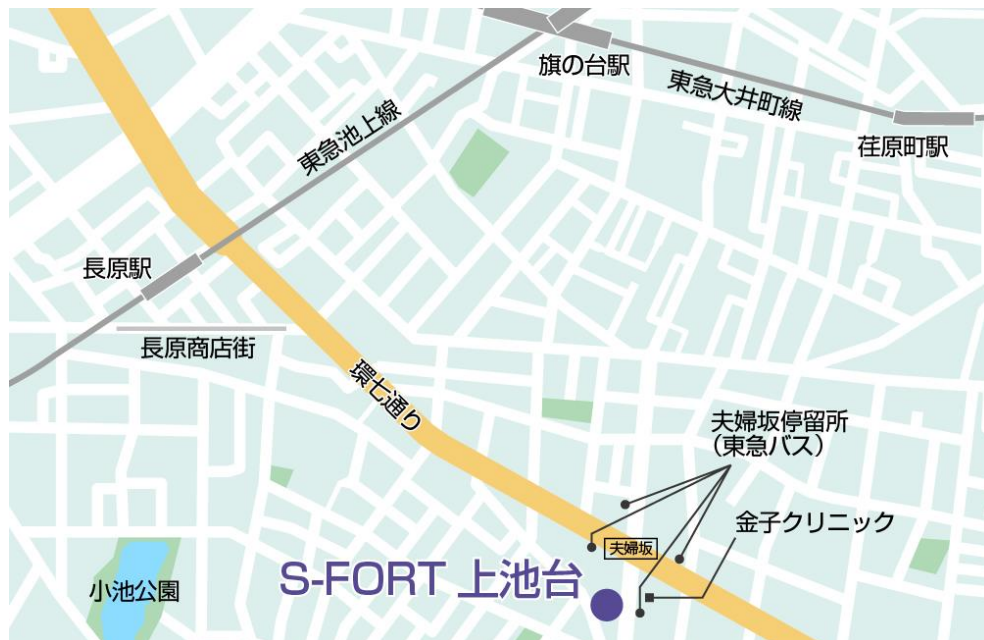 旗の台駅
東急大井町線
荏原町駅
東急池上線
長原駅
長原商店街
環七通り
夫婦坂停留所
（東急バス）
金子クリニック
夫婦坂
S-FORT 上池台
小池公園